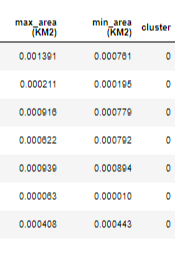 max_area min_area cluster
(KM2) (KM2)
0.001391 0.000761 0
0.000211 0.000195 0
0.000916 0.000779 0
0.000622 0.000792 0
0.000939 0.000894 0
0.000063 0.000010 0
0.000408 0.000443 0